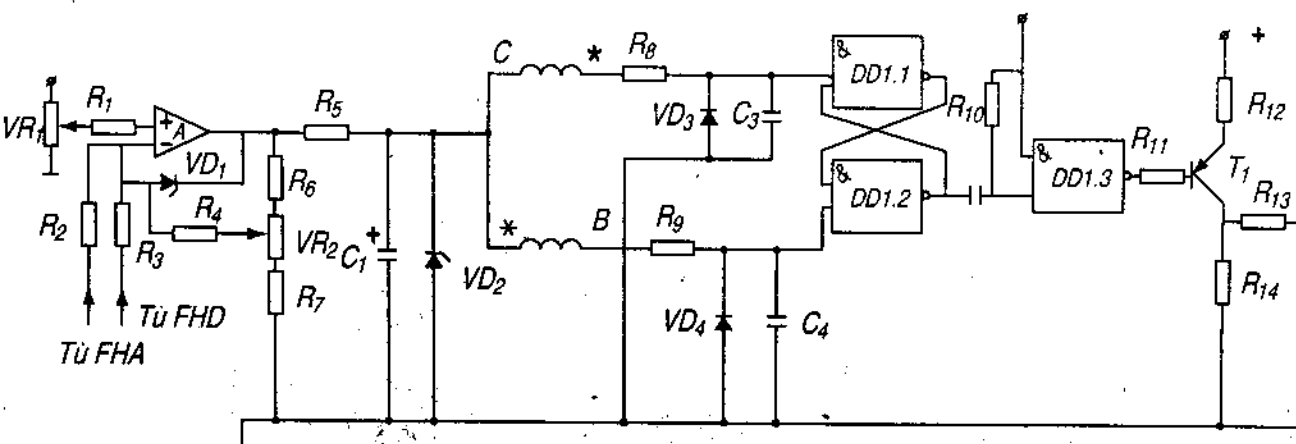 C
*
R8
&
DD1.1
+
R1
VR1
+
A
-
R5
VD3
C3
R10
R12
VD1
R6
&
DD1.2
&
DD1.3
R11
T1
R13
R2
R3
R4
VR2
C1
+
VD2
*
B
R9
R7
R14
Từ FHD
Từ FHA
VD4
C4